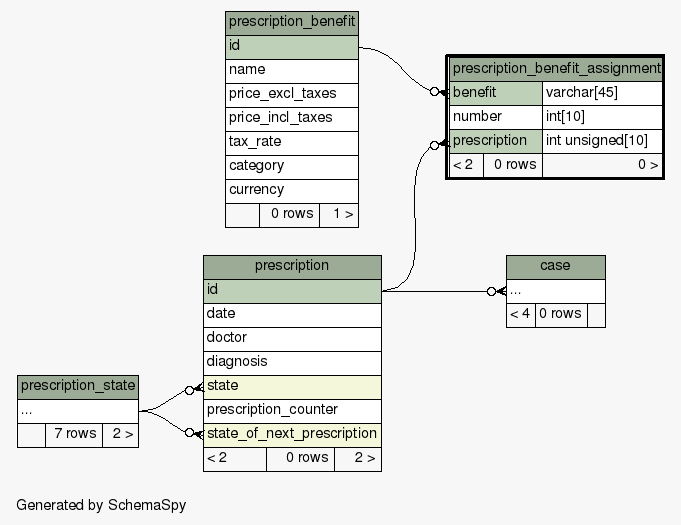 prescription_benefit
id
name
price_excl_taxes
price_incl_taxes
tax_rate
category
currency
0 rows 1 >
prescription_benefit_assignment
benefit varchar[45]
number int[10]
prescription int unsigned[10]
< 2 0 rows 0 >
prescription
id
date
doctor
diagnosis
state
prescription_counter
state_of_next_prescription
< 2 0 rows 2 >
case
...
< 4 0 rows
prescription_state
...
7 rows 2 >
Generated by SchemaSpy